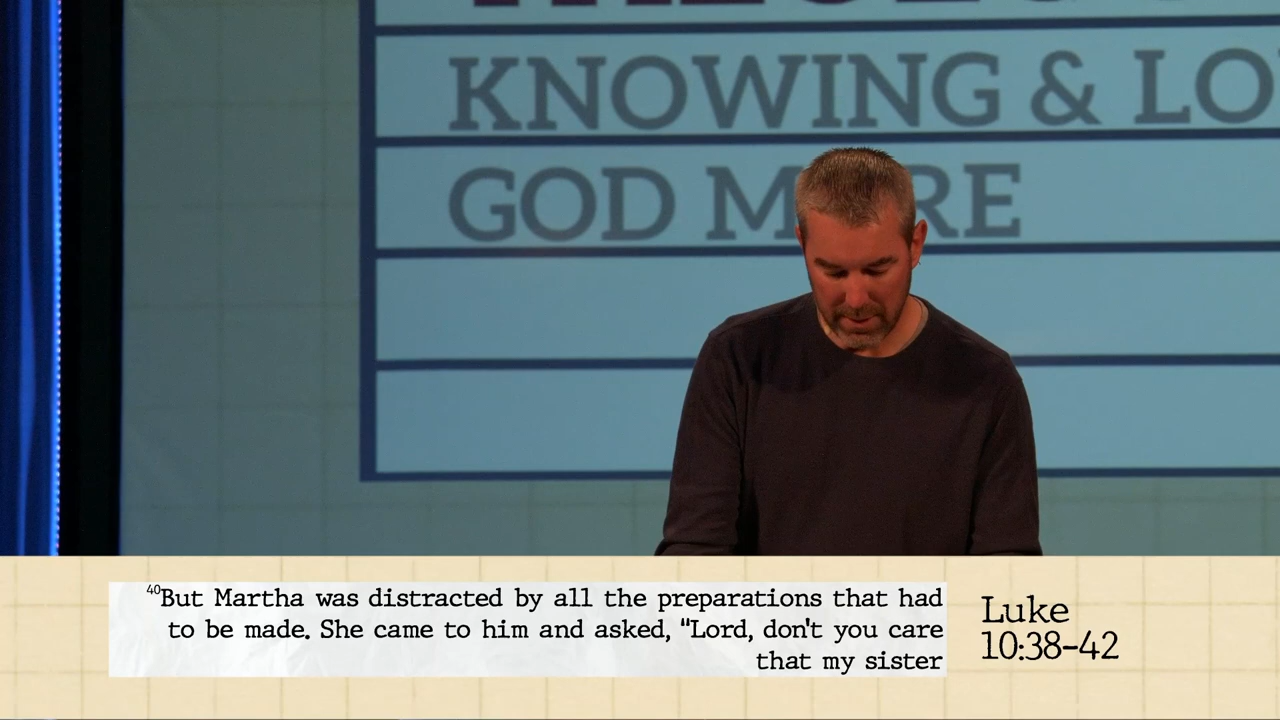 KNOWING &
GOD M RE
40But Martha was distracted by all the preparations that had
to be made. She came to him and asked, "Lord, don't you care
that my sister
Luke
10:38-42